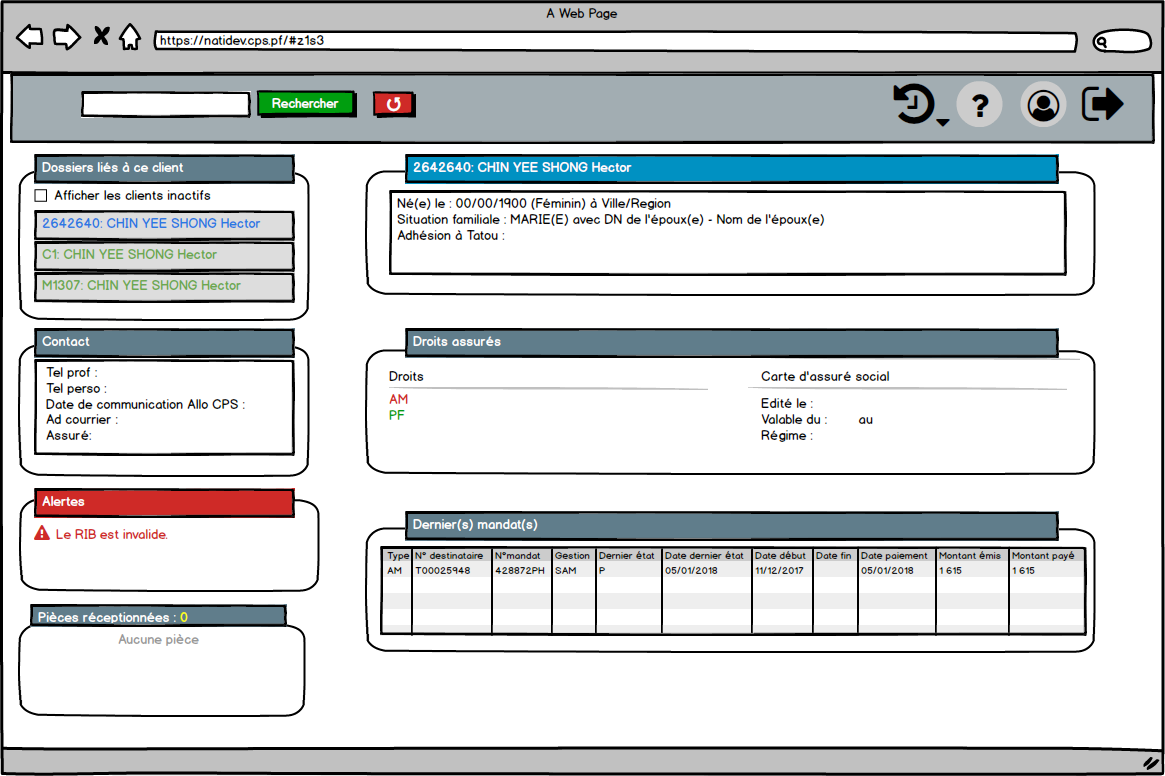 A Web Page
https://natidev.cps.pf/#z1s3
Rechercher
?
Dossiers liés à ce client
Afficher les clients inactifs
2642640: CHIN YEE SHONG Hector
C1: CHIN YEE SHONG Hector
M1307: CHIN YEE SHONG Hector
Contact
Tel prof :
Tel perso :
Date de communication Allo CPS :
Ad courrier :
Assuré:
Alertes
Le RIB est invalide.
Pièces réceptionnées : 0
Aucune pièce
2642640: CHIN YEE SHONG Hector
Né(e) le : 00/00/1900 (Féminin) à Ville/Region
Situation familiale : MARIE(E) avec DN de l'époux(e) - Nom de l'époux(e)
Adhésion à Tatou :
Droits assurés
Droits
AM
PF
Carte d'assuré social
Edité le :
Valable du : au
Régime :
Dernier(s) mandat(s)
Type N° destinataire N°mandat Gestion Dernier état Date dernier état Date début Date fin Date paiement Montant émis Montant payé
AM T00025948 428872PH SAM P 05/01/2018 11/12/2017 05/01/2018 1 615 1 615